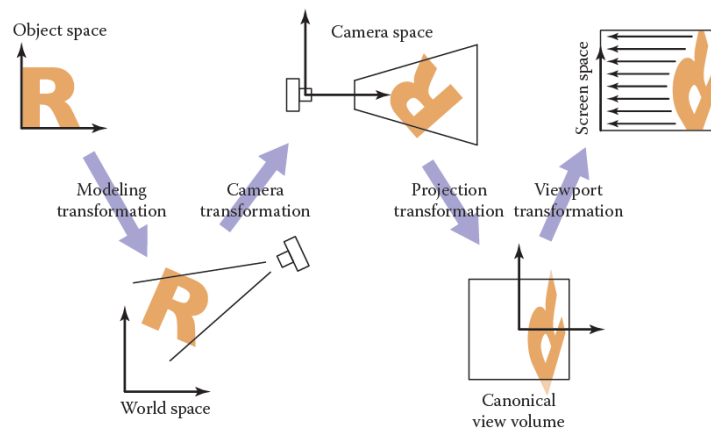 Object space
R
Camera space
R
Screen space
R
Modeling
transformation
Camera
transformation
Projection
transformation
Viewport
transformation
R
R
World space
Canonical
view volume